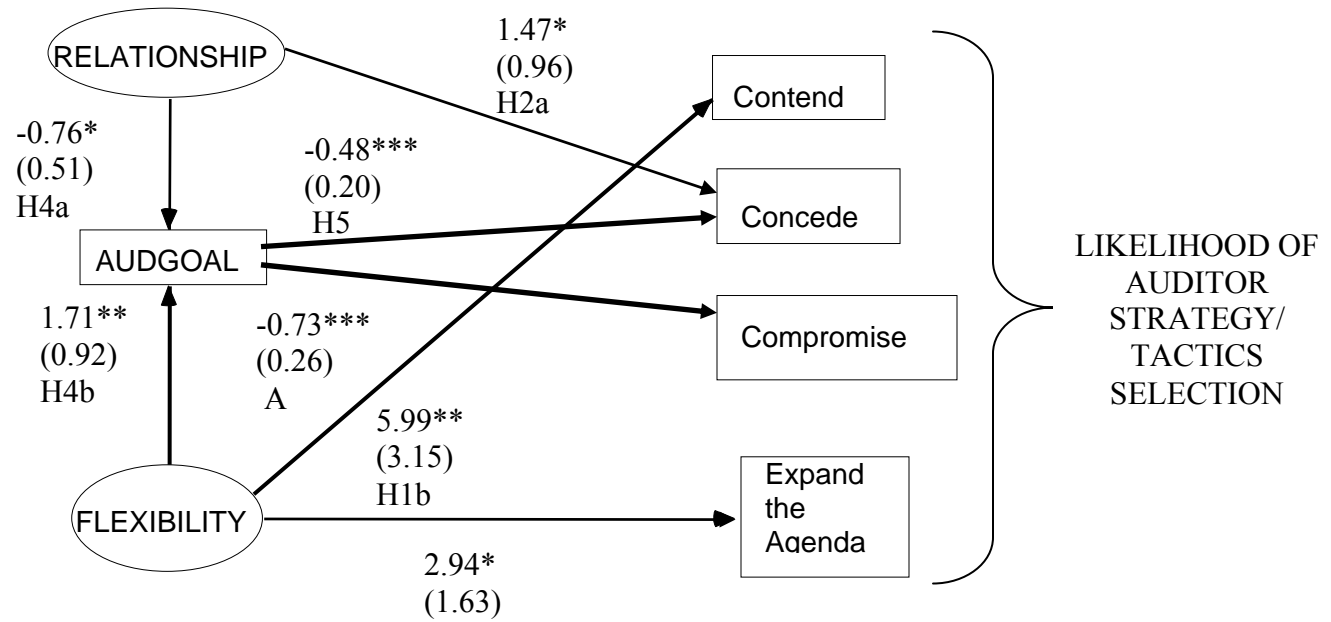 RELATIONSHIP
1.47*
(0.96)
H2a
Contend
-0.76*
(0.51)
H4a
-0.48***
(0.20)
H5
Concede
AUDGOAL
LIKELIHOOD OF
AUDITOR
STRATEGY/
TACTICS
SELECTION
1.71**
(0.92)
H4b
-0.73***
(0.26)
A
Compromise
5.99**
(3.15)
H1b
FLEXIBILITY
Expand
the
Agenda
2.94*
(1.63)